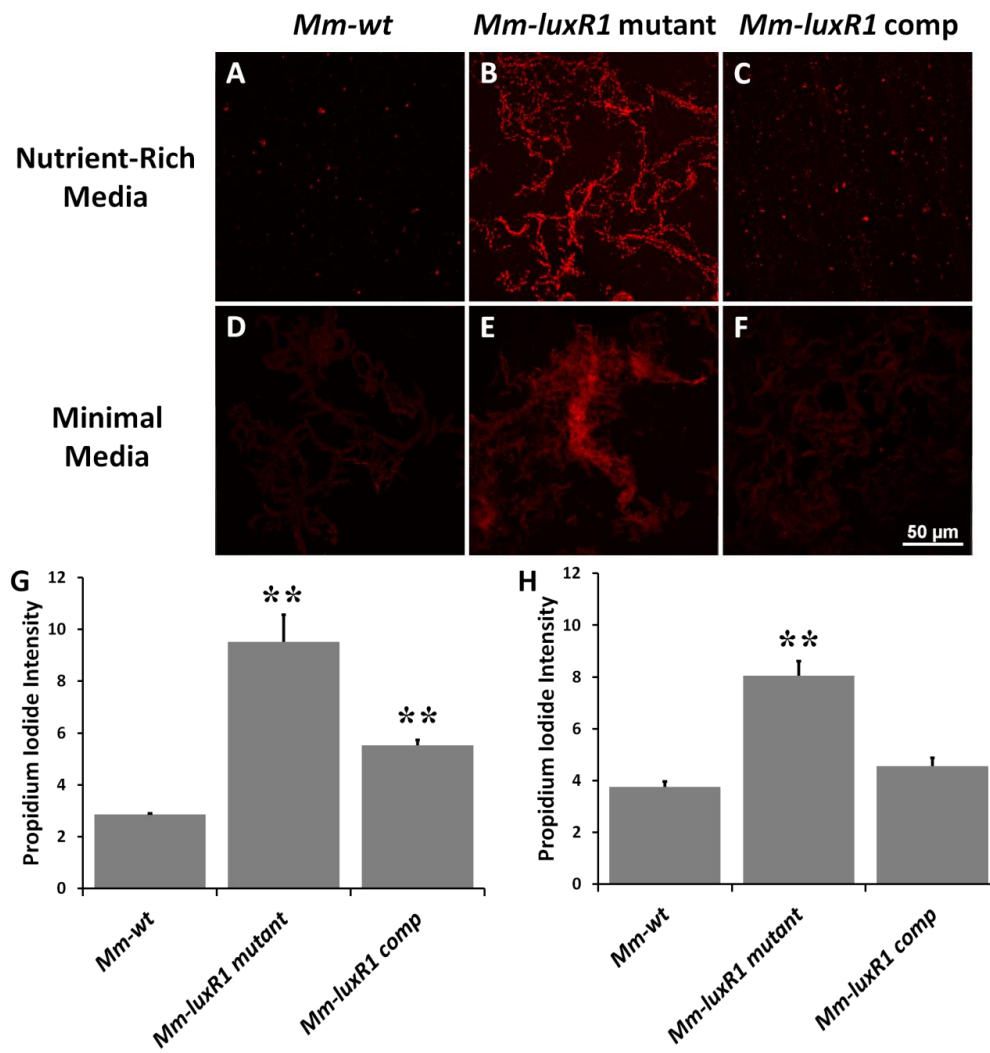 Mm-wt
Mm-luxR1 mutant
Mm-luxR1 comp
Nutrient-Rich
Media
A
B
C
Minimal
Media
D
E
F
50 µm
G
Propidium Iodide Intensity
12
10
8
6
4
2
0
**
**
Mm-wt
Mm-luxR1 mutant
Mm-luxR1 comp
H
Propidium Iodide Intensity
12
10
8
6
4
2
0
**
Mm-wt
Mm-luxR1 mutant
Mm-luxR1 comp